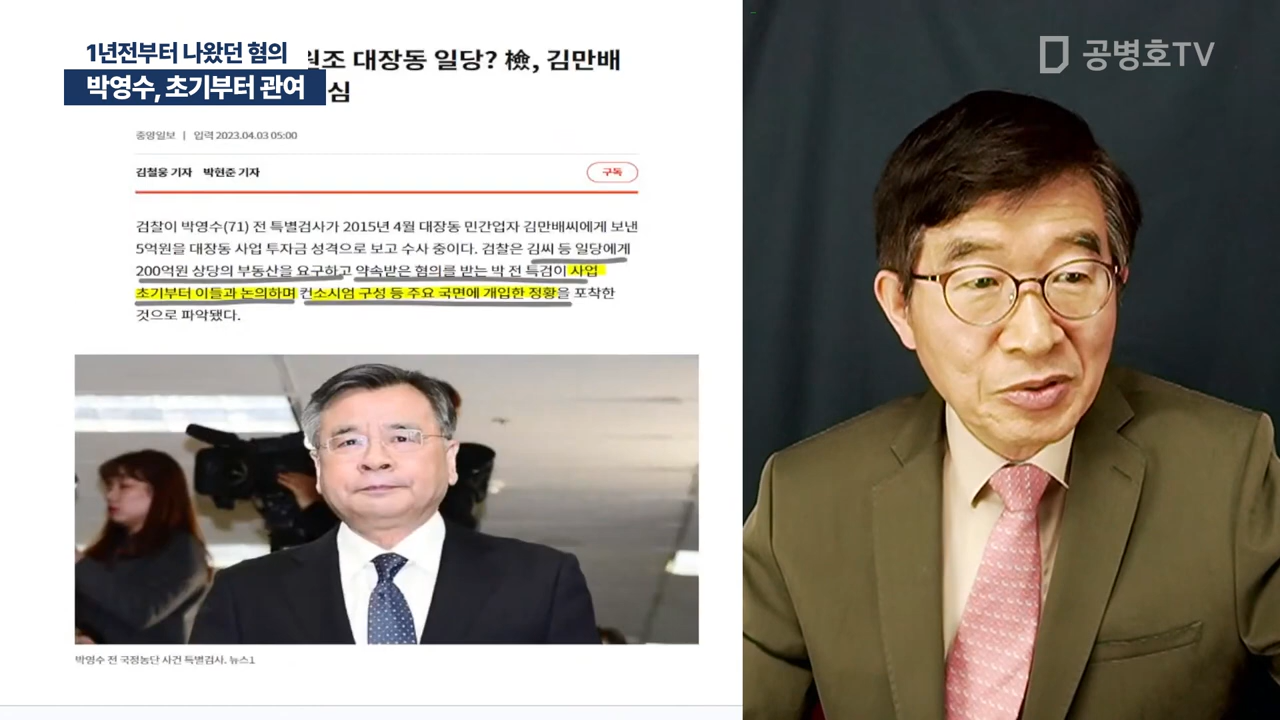 1년전부터 나왔던 혐의
박영수, 초기부터 관여
원조 대장동 일당? 檢, 김만배
심
중앙일보 | 입력 2023.04.03 05:00
김철웅 기자 박현준 기자
구독
검찰이 박영수(71) 전 특별검사가 2015년 4월 대장동 민간업자 김만배씨에게 보낸
5억원을 대장동 사업 투자금 성격으로 보고 수사 중이다. 검찰은 김씨 등 일당에게
200억원 상당의 부동산을 요구하고 약속받은 혐의를 받는 박 전 특검이 사업
초기부터 이들과 논의하며 컨소시엄 구성 등 주요 국면에 개입한 정황을 포착한
것으로 파악됐다.
박영수 전 국정농단 사건 특별검사. 뉴스1
공병호TV